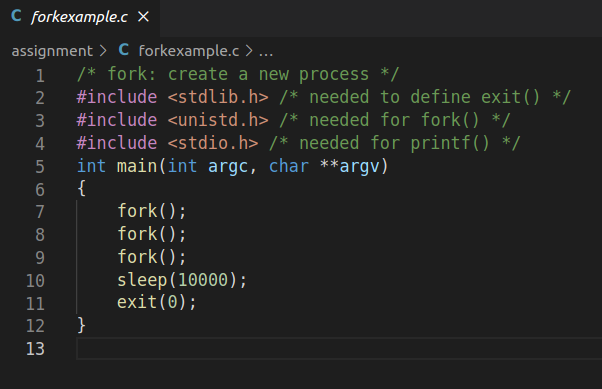 C forkexample.c ×
assignment > C forkexample.c > ...
1 /* fork: create a new process */
2 #include <stdlib.h> /* needed to define exit() */
3 #include <unistd.h> /* needed for fork() */
4 #include <stdio.h> /* needed for printf() */
5 int main(int argc, char **argv)
6 {
7     fork();
8     fork();
9     fork();
10     sleep(10000);
11     exit(0);
12 }
13